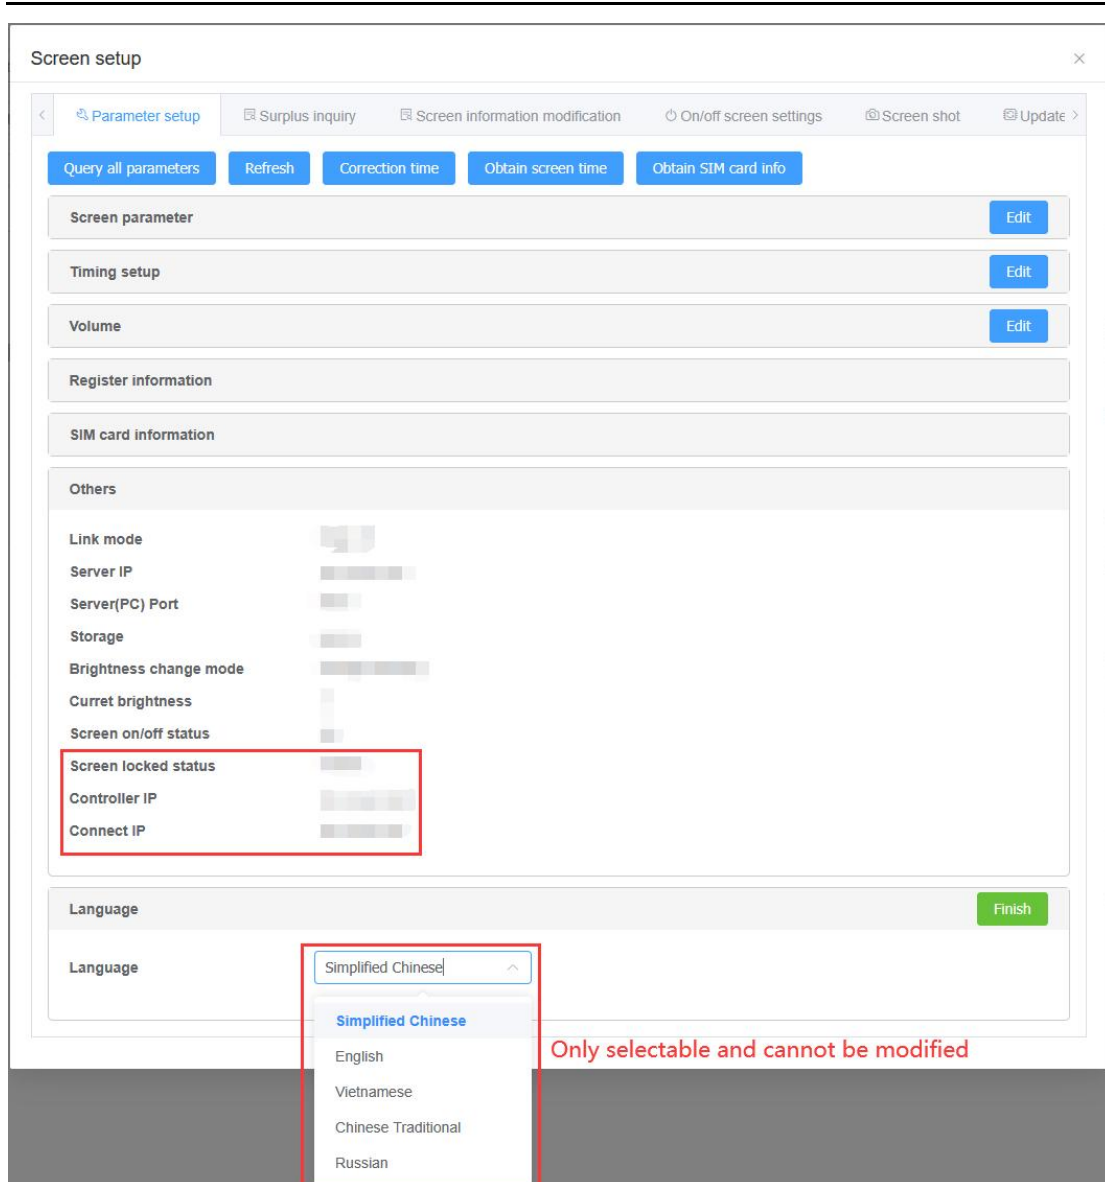 Screen setup
Parameter setup Surplus inquiry Screen information modification On/off screen settings Screen shot Update
Query all parameters Refresh Correction time Obtain screen time Obtain SIM card info
Screen parameter Edit
Timing setup Edit
Volume Edit
Register information
SIM card information
Others
Link mode
Server IP
Server(PC) Port
Storage
Brightness change mode
Curret brightness
Screen on/off status
Screen locked status
Controller IP
Connect IP
Language Finish
Language Simplified Chinese
Simplified Chinese
Only selectable and cannot be modified
English
Vietnamese
Chinese Traditional
Russian